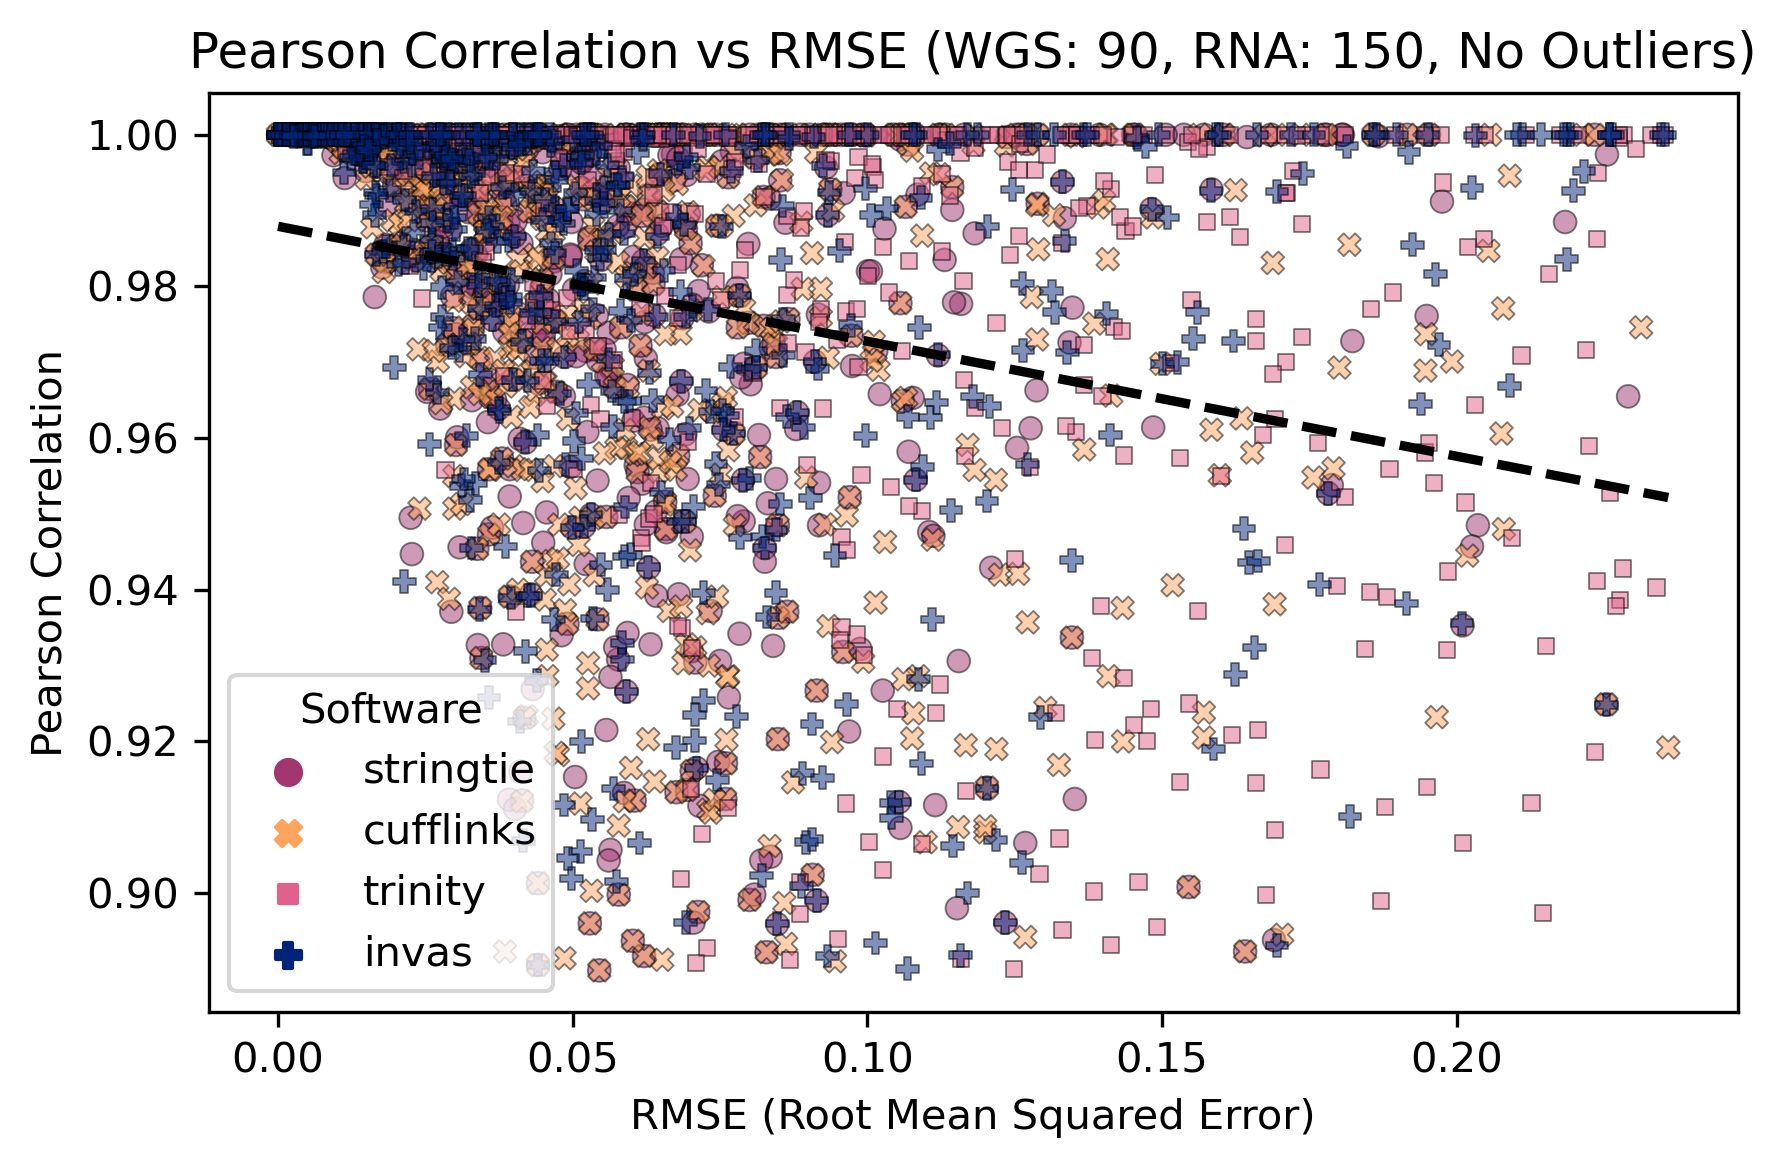 Pearson Correlation vs RMSE (WGS: 90, RNA: 150, No Outliers)
Pearson Correlation
1.00
0.98
0.96
0.94
0.92
0.90
Software
stringtie
cufflinks
trinity
invas
0.00 0.05 0.10 0.15 0.20
RMSE (Root Mean Squared Error)